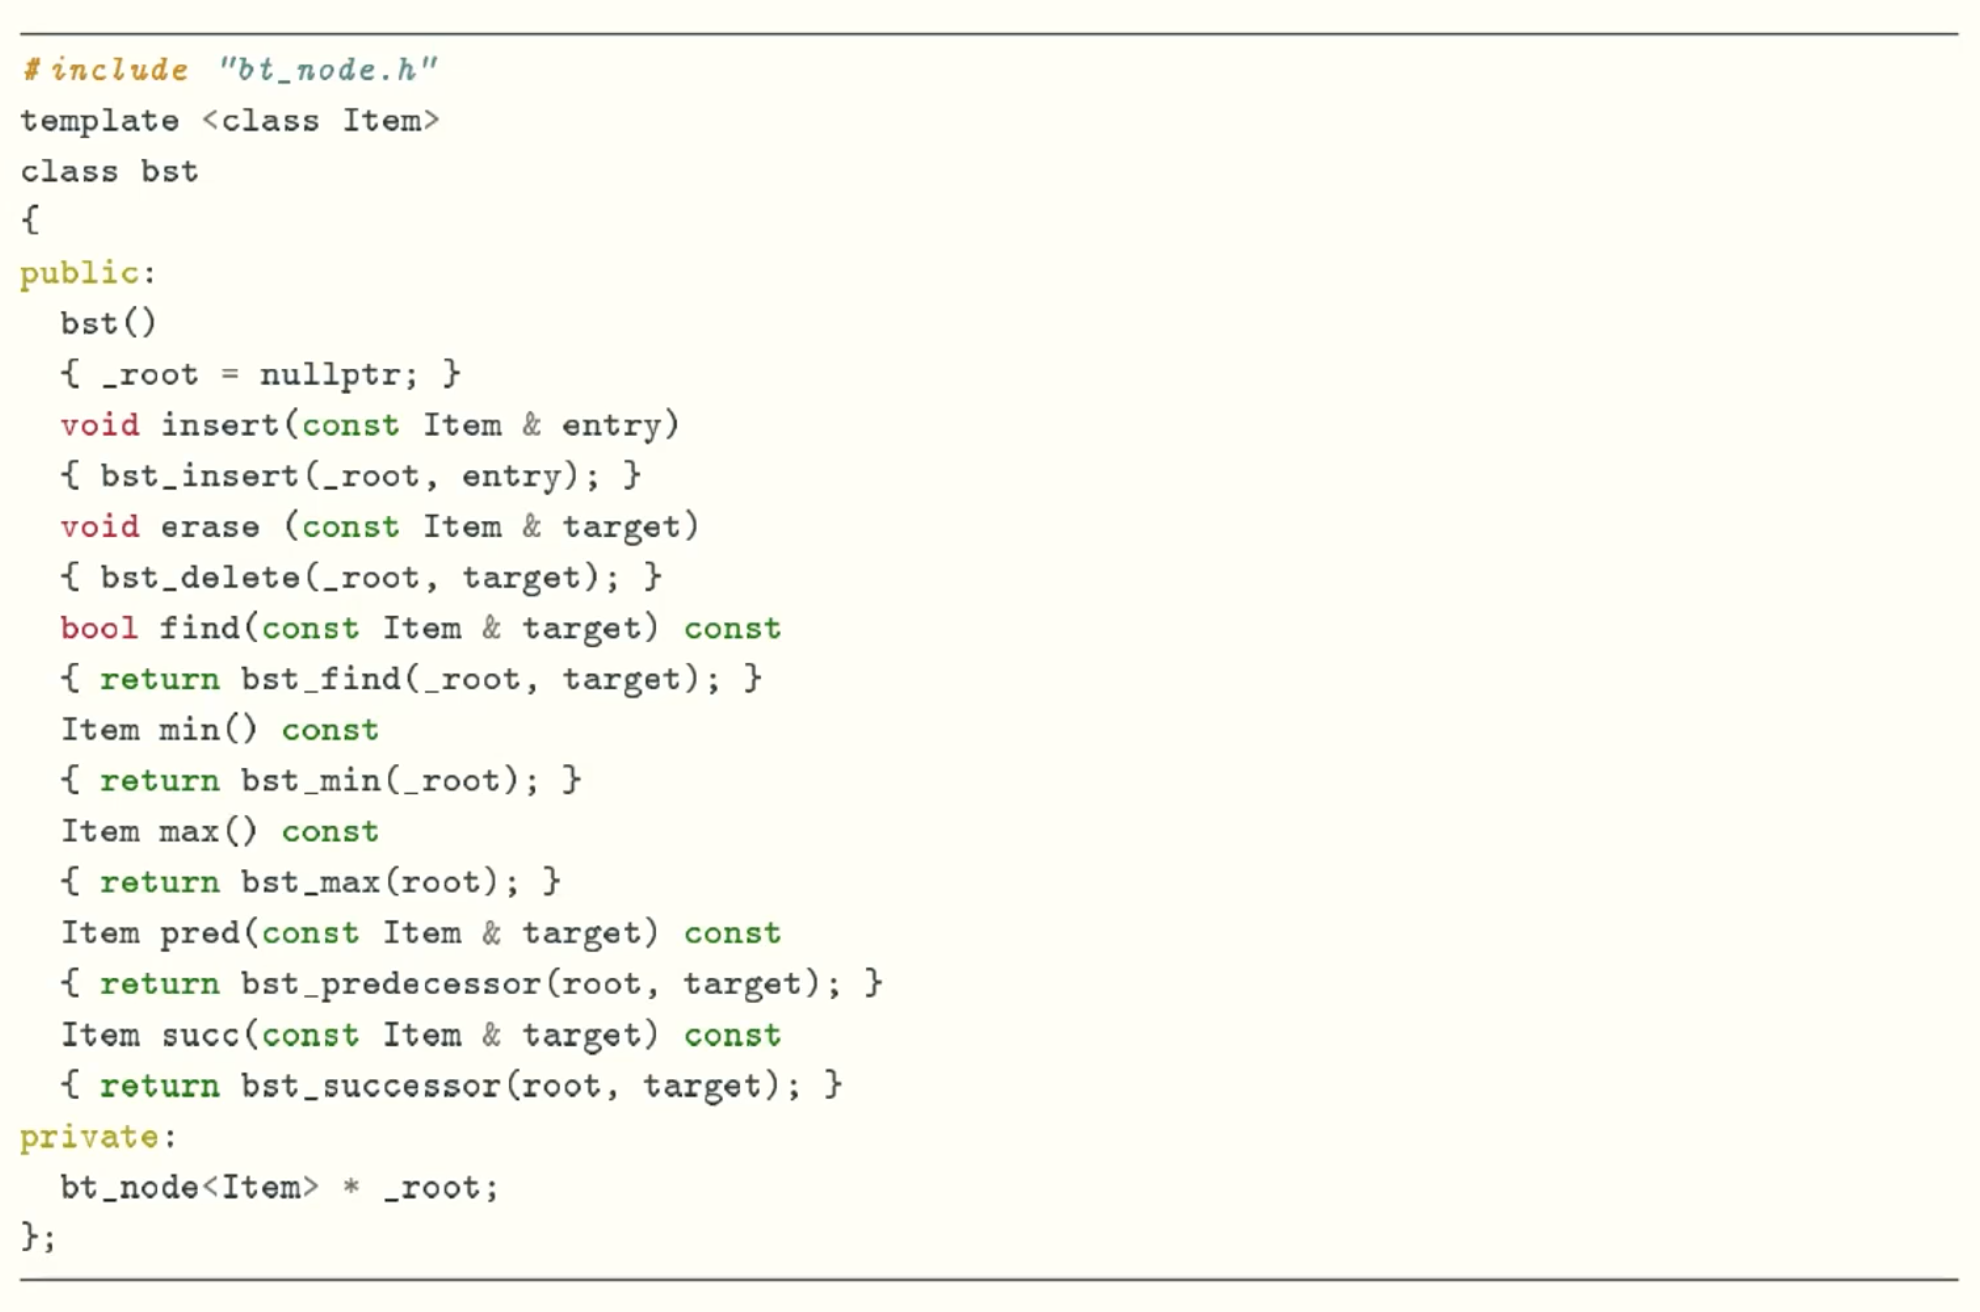 #include "bt_node.h"
template <class Item>
class bst
{
public:
  bst()
  { _root = nullptr; }
  void insert(const Item & entry)
  { bst_insert(_root, entry); }
  void erase (const Item & target)
  { bst_delete(_root, target); }
  bool find(const Item & target) const
  { return bst_find(_root, target); }
  Item min() const
  { return bst_min(_root); }
  Item max() const
  { return bst_max(root); }
  Item pred(const Item & target) const
  { return bst_predecessor(root, target); }
  Item succ(const Item & target) const
  { return bst_successor(root, target); }
private:
  bt_node<Item> * _root;
};